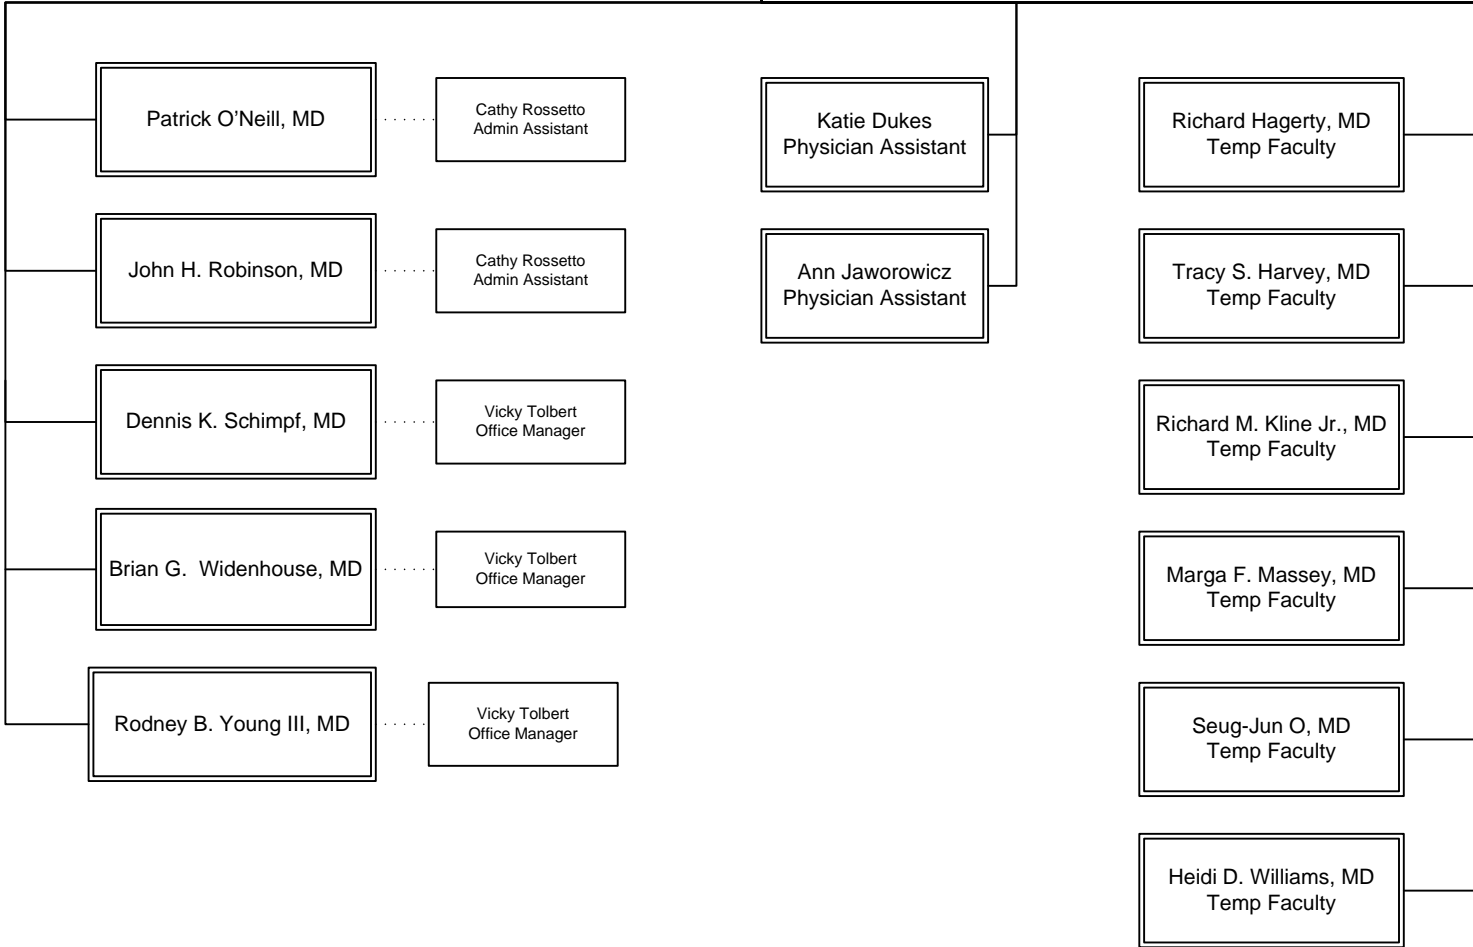 Patrick O'Neill, MD
Cathy Rossetto
Admin Assistant
John H. Robinson, MD
Cathy Rossetto
Admin Assistant
Dennis K. Schimpf, MD
Vicky Tolbert
Office Manager
Brian G.  Widenhouse, MD
Vicky Tolbert
Office Manager
Rodney B. Young III, MD
Vicky Tolbert
Office Manager
Katie Dukes
Physician Assistant
Ann Jaworowicz
Physician Assistant
Richard Hagerty, MD
Temp Faculty
Tracy S. Harvey, MD
Temp Faculty
Richard M. Kline Jr., MD
Temp Faculty
Marga F. Massey, MD
Temp Faculty
Seug-Jun O, MD
Temp Faculty
Heidi D. Williams, MD
Temp Faculty